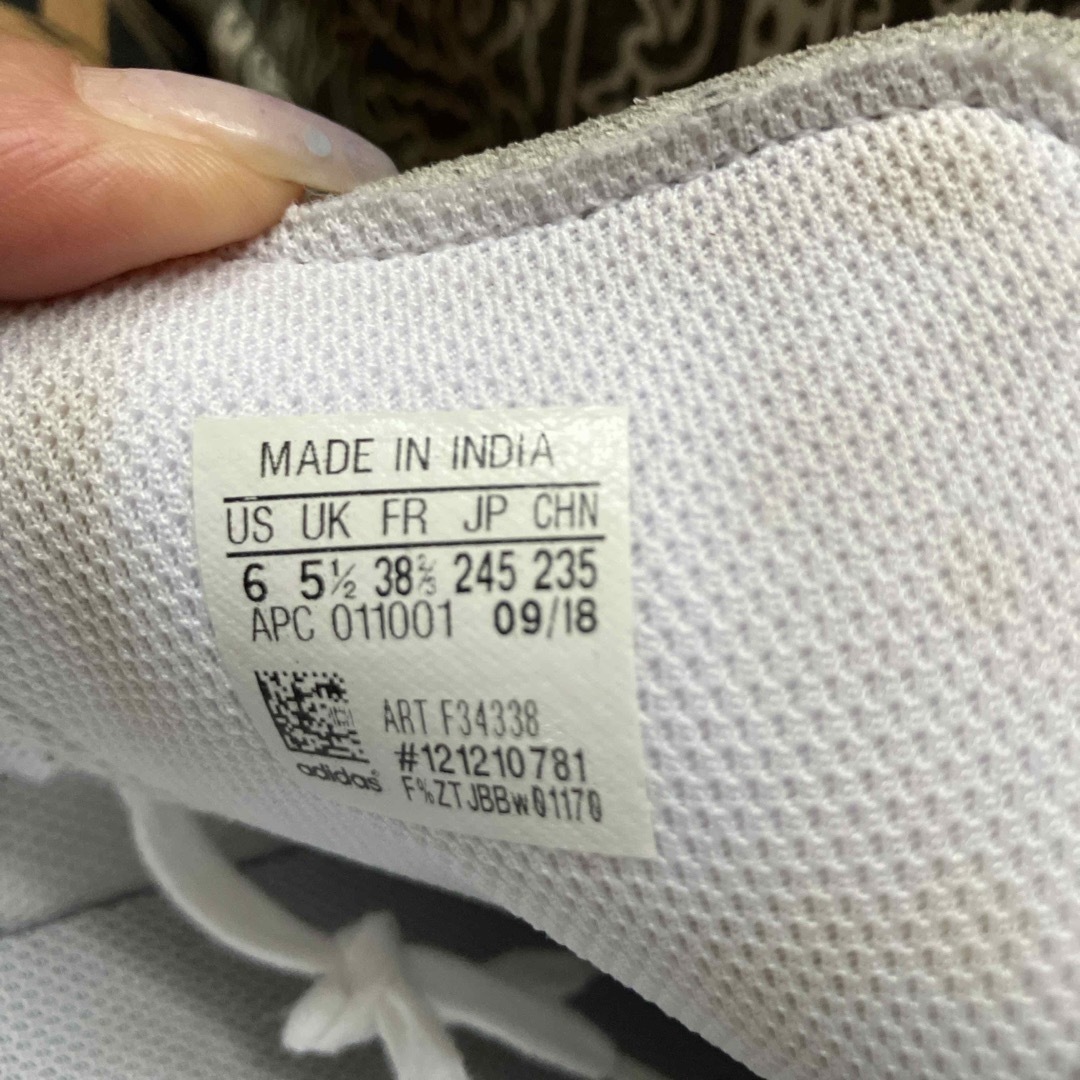 MADE IN INDIA
US UK FR JP CHN
6 5½ 38⅔ 245 235
APC 011001 09/18
ART F34338
#121210781
adidas®
F%ZTJBBw01170